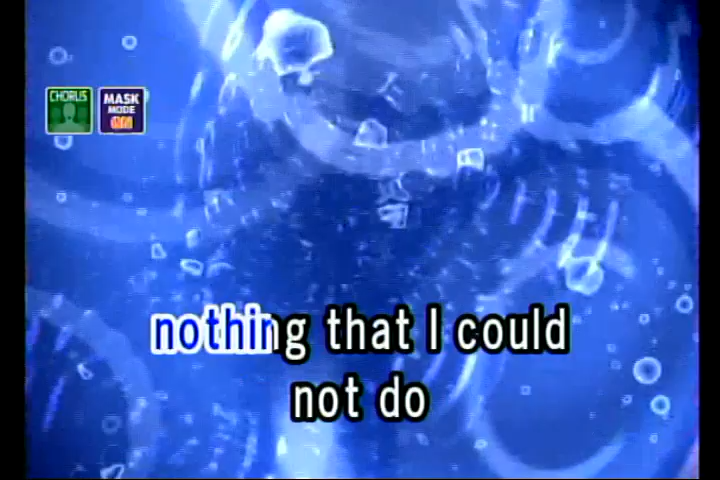 CHORUS
MASK
MODE
ON
nothing that I could
not do